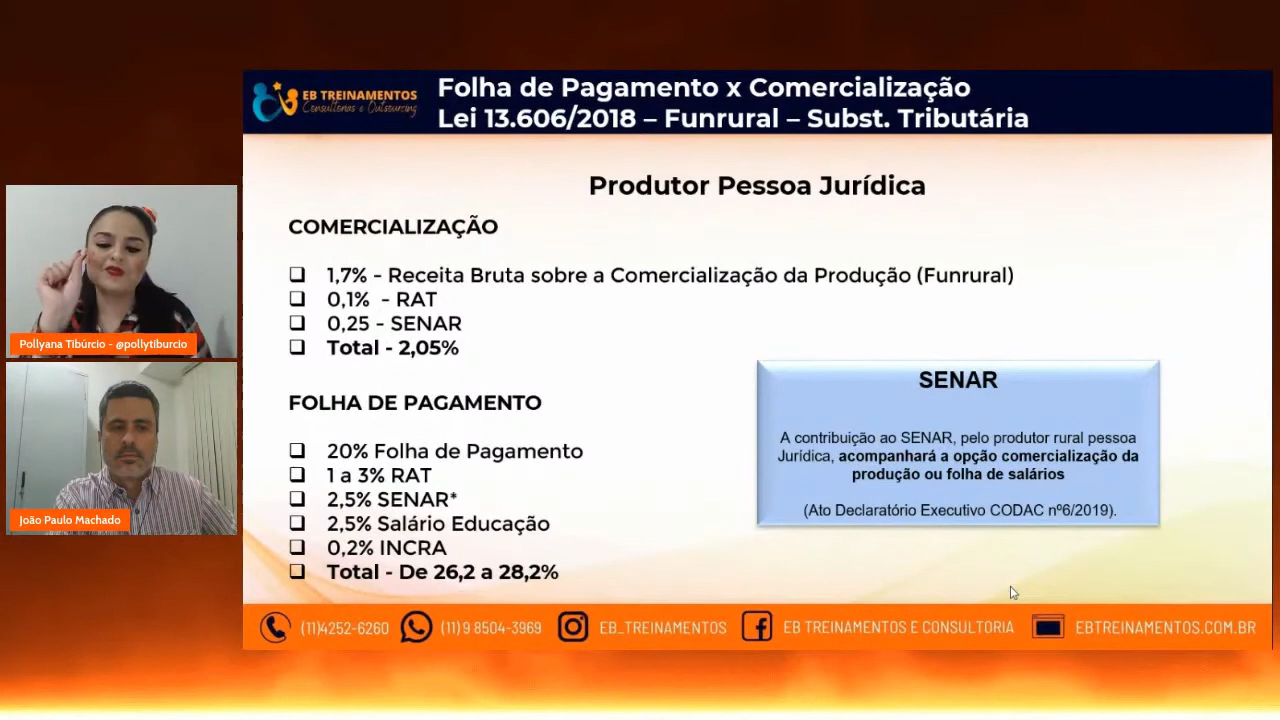 EB TREINAMENTOS
Consultorias e Outsourcing
Folha de Pagamento x Comercialização
Lei 13.606/2018 – Funrural – Subst. Tributária
Produtor Pessoa Jurídica
COMERCIALIZAÇÃO
1,7% - Receita Bruta sobre a Comercialização da Produção (Funrural)
0,1% - RAT
0,25 - SENAR
Total - 2,05%
FOLHA DE PAGAMENTO
20% Folha de Pagamento
1 a 3% RAT
2,5% SENAR*
2,5% Salário Educação
0,2% INCRA
Total - De 26,2 a 28,2%
SENAR
A contribuição ao SENAR, pelo produtor rural pessoa
Jurídica, acompanhará a opção comercialização da
produção ou folha de salários
(Ato Declaratório Executivo CODAC nº6/2019).
Pollyana Tibúrcio - @pollytiburcio
João Paulo Machado
(11)4252-6260
(11) 9 8504-3969
EB_TREINAMENTOS
EB TREINAMENTOS E CONSULTORIA
EBTREINAMENTOS.COM.BR